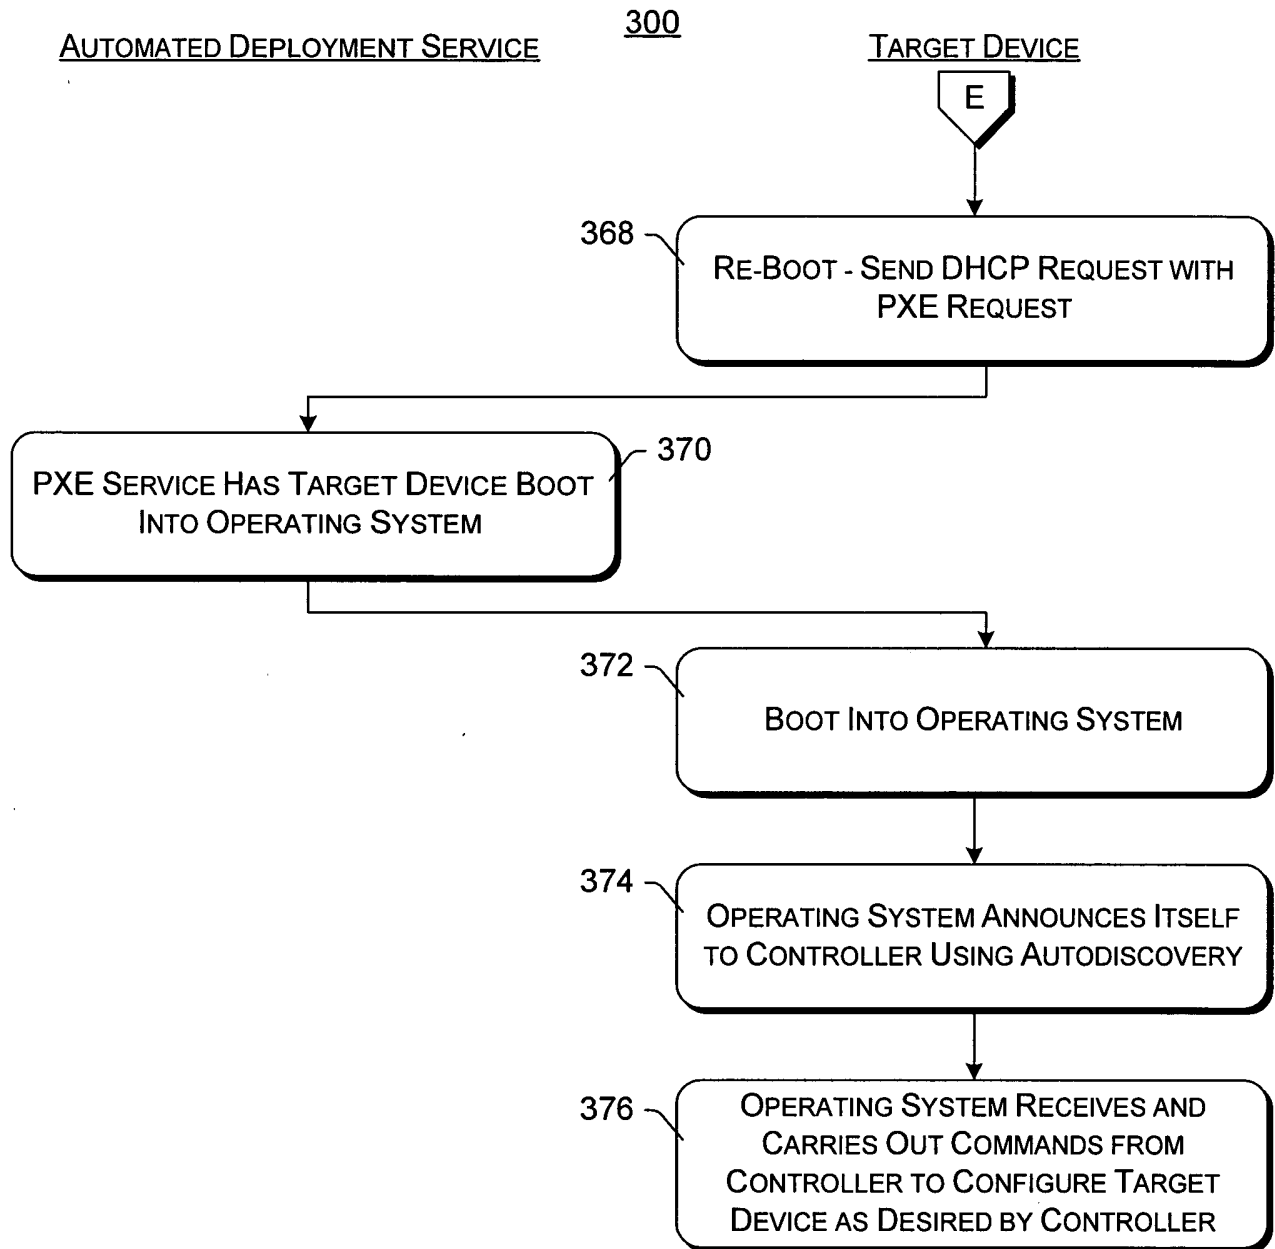 300
AUTOMATED DEPLOYMENT SERVICE
TARGET DEVICE
E
368
RE-BOOT - SEND DHCP REQUEST WITH
PXE REQUEST
370
PXE SERVICE HAS TARGET DEVICE BOOT
INTO OPERATING SYSTEM
372
BOOT INTO OPERATING SYSTEM
374
OPERATING SYSTEM ANNOUNCES ITSELF
TO CONTROLLER USING AUTODISCOVERY
376
OPERATING SYSTEM RECEIVES AND
CARRIES OUT COMMANDS FROM
CONTROLLER TO CONFIGURE TARGET
DEVICE AS DESIRED BY CONTROLLER